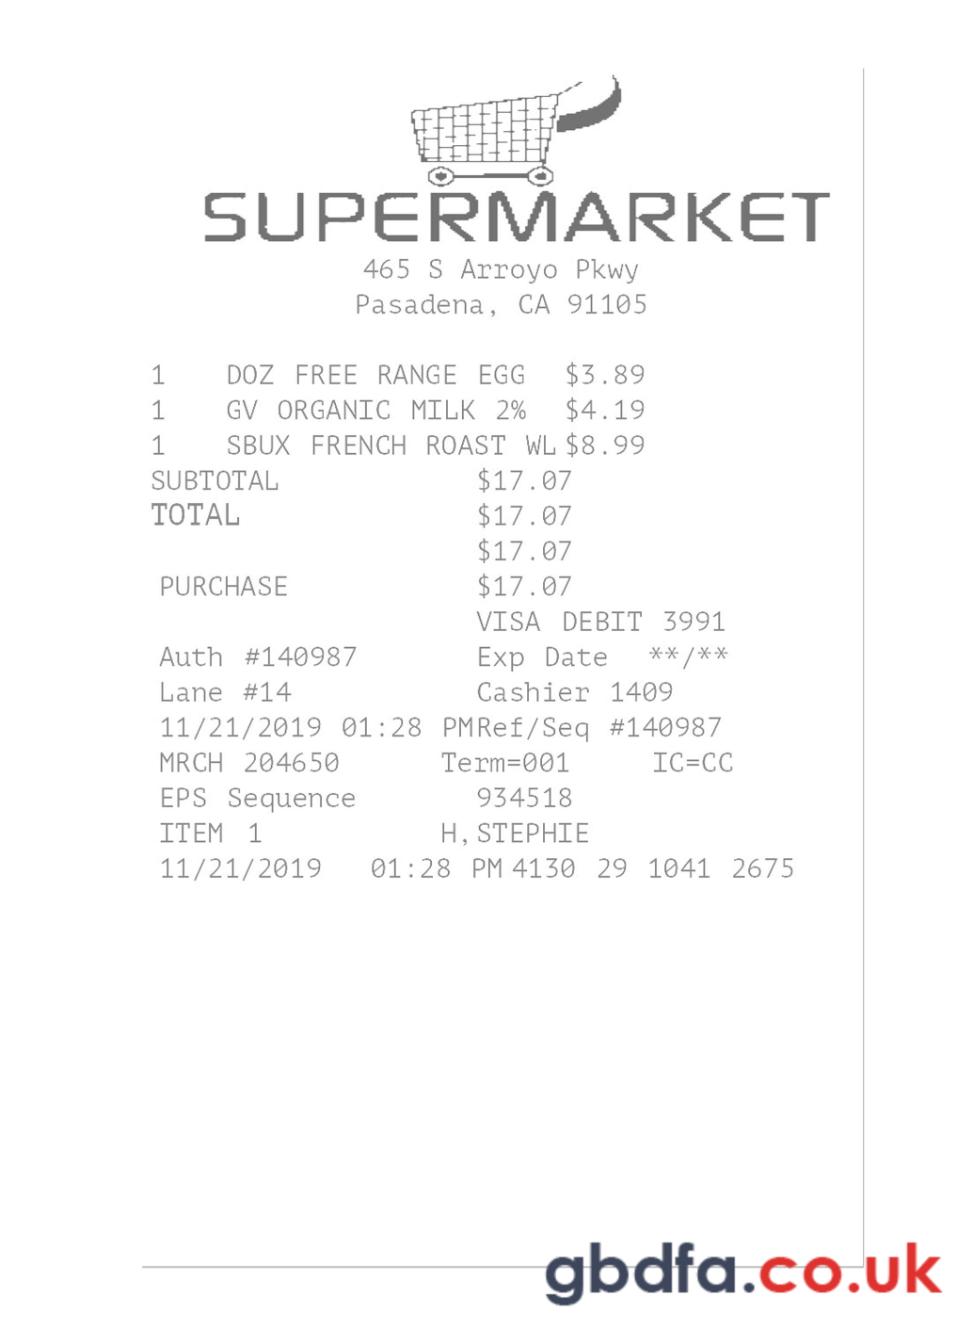 SUPERMARKET
465 S Arroyo Pkwy
Pasadena, CA 91105
1 DOZ FREE RANGE EGG $3.89
1 GV ORGANIC MILK 2% $4.19
1 SBUX FRENCH ROAST WL $8.99
SUBTOTAL $17.07
TOTAL $17.07
$17.07
PURCHASE $17.07
VISA DEBIT 3991
Auth #140987 Exp Date **/**
Lane #14 Cashier 1409
11/21/2019 01:28 PMRef/Seq #140987
MRCH 204650 Term=001 IC=CC
EPS Sequence 934518
ITEM 1 H,STEPHIE
11/21/2019 01:28 PM 4130 29 1041 2675
gbdfa.co.uk